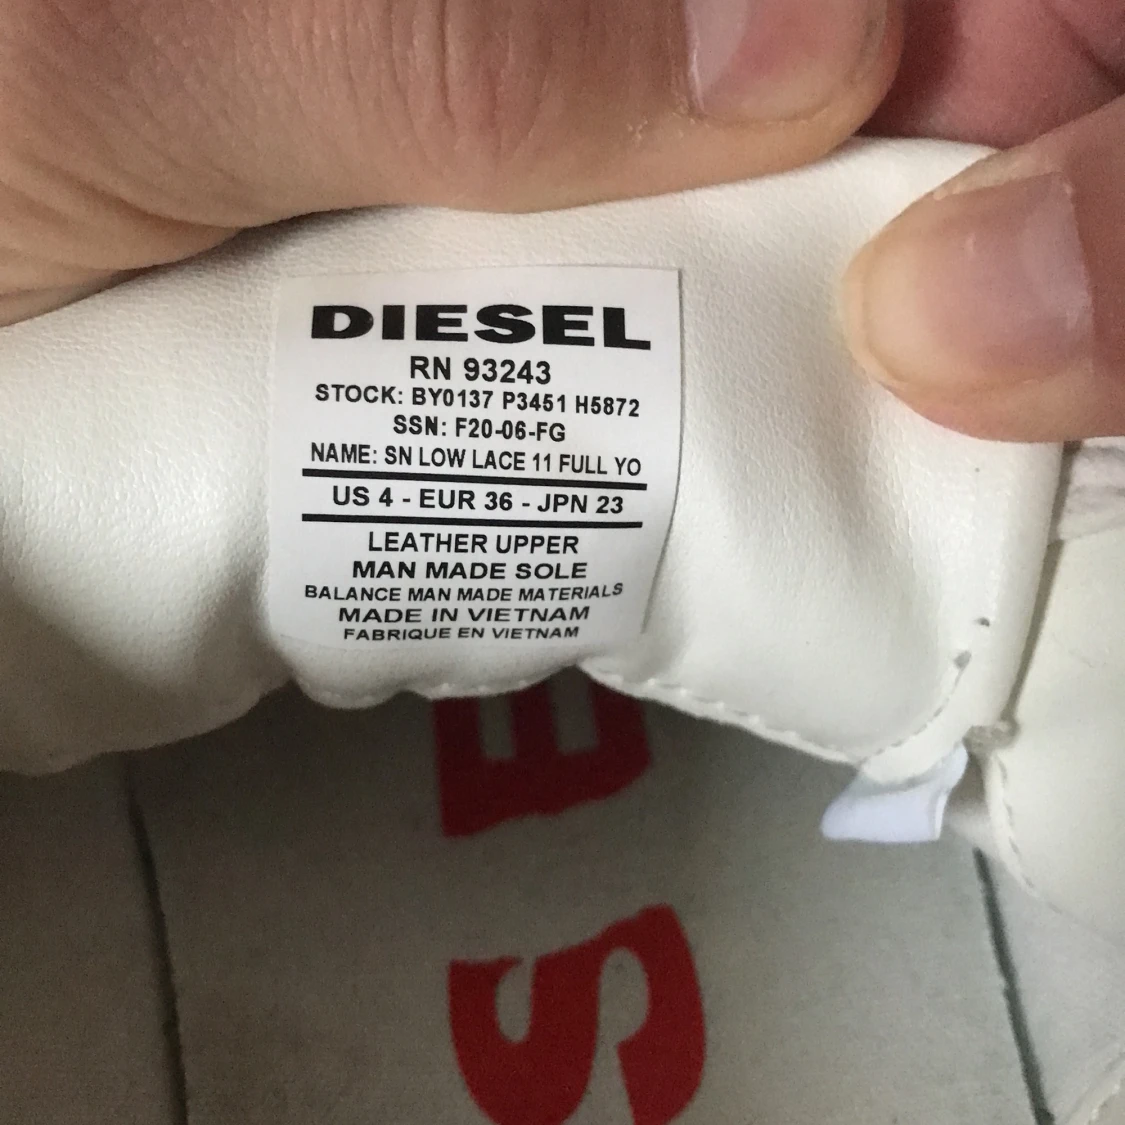 DIESEL
RN 93243
STOCK: BY0137 P3451 H5872
SSN: F20-06-FG
NAME: SN LOW LACE 11 FULL YO
US 4 - EUR 36 - JPN 23
LEATHER UPPER
MAN MADE SOLE
BALANCE MAN MADE MATERIALS
MADE IN VIETNAM
FABRIQUE EN VIETNAM
ES